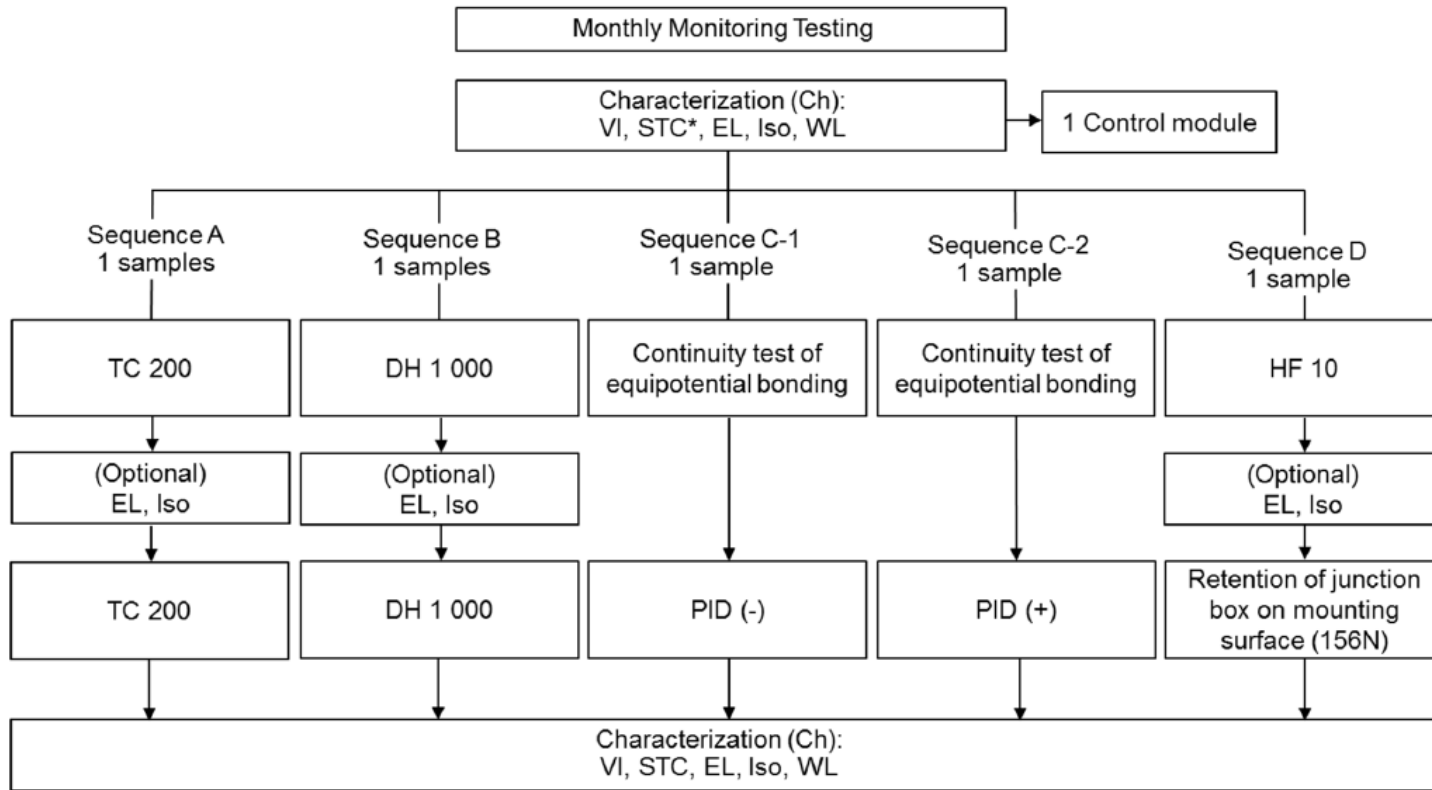 Monthly Monitoring Testing
Characterization (Ch):
VI, STC*, EL, Iso, WL
1 Control module
Sequence A
1 samples
Sequence B
1 samples
Sequence C-1
1 sample
Sequence C-2
1 sample
Sequence D
1 sample
TC 200
DH 1 000
Continuity test of
equipotential bonding
Continuity test of
equipotential bonding
HF 10
(Optional)
EL, Iso
(Optional)
EL, Iso
(Optional)
EL, Iso
TC 200
DH 1 000
PID (-)
PID (+)
Retention of junction
box on mounting
surface (156N)
Characterization (Ch):
VI, STC, EL, Iso, WL